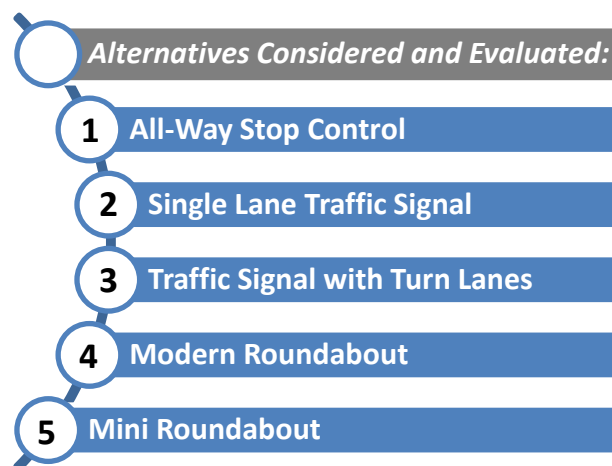 Alternatives Considered and Evaluated:
1 All-Way Stop Control
2 Single Lane Traffic Signal
3 Traffic Signal with Turn Lanes
4 Modern Roundabout
5 Mini Roundabout